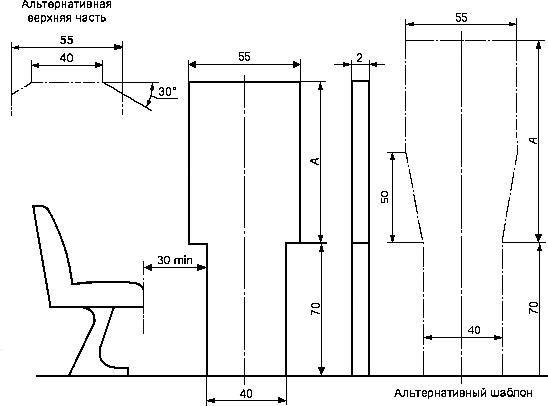 Альтернативная
верхняя часть
55
40
30°
55
2
55
A
A
50
30 min
70
70
40
40
Альтернативный шаблон